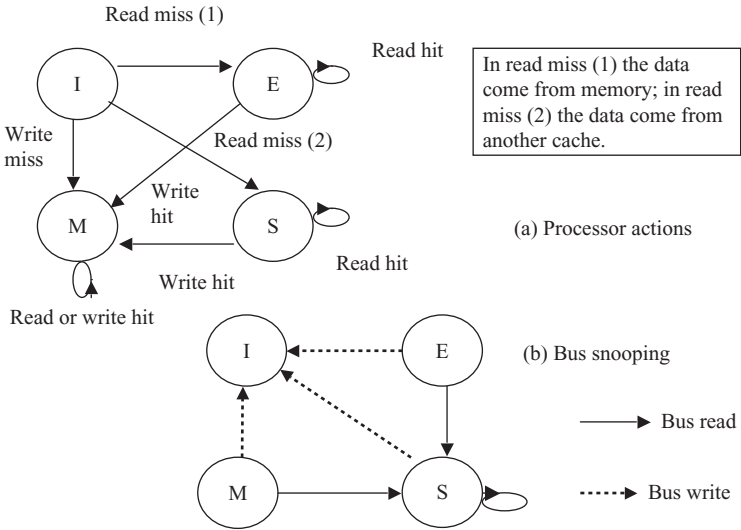 Read miss (1)
I
E
Read hit
In read miss (1) the data
come from memory; in read
miss (2) the data come from
another cache.
Write
miss
Read miss (2)
Write
hit
M
S
(a) Processor actions
Read hit
Write hit
Read or write hit
I
E
(b) Bus snooping
Bus read
M
S
Bus write